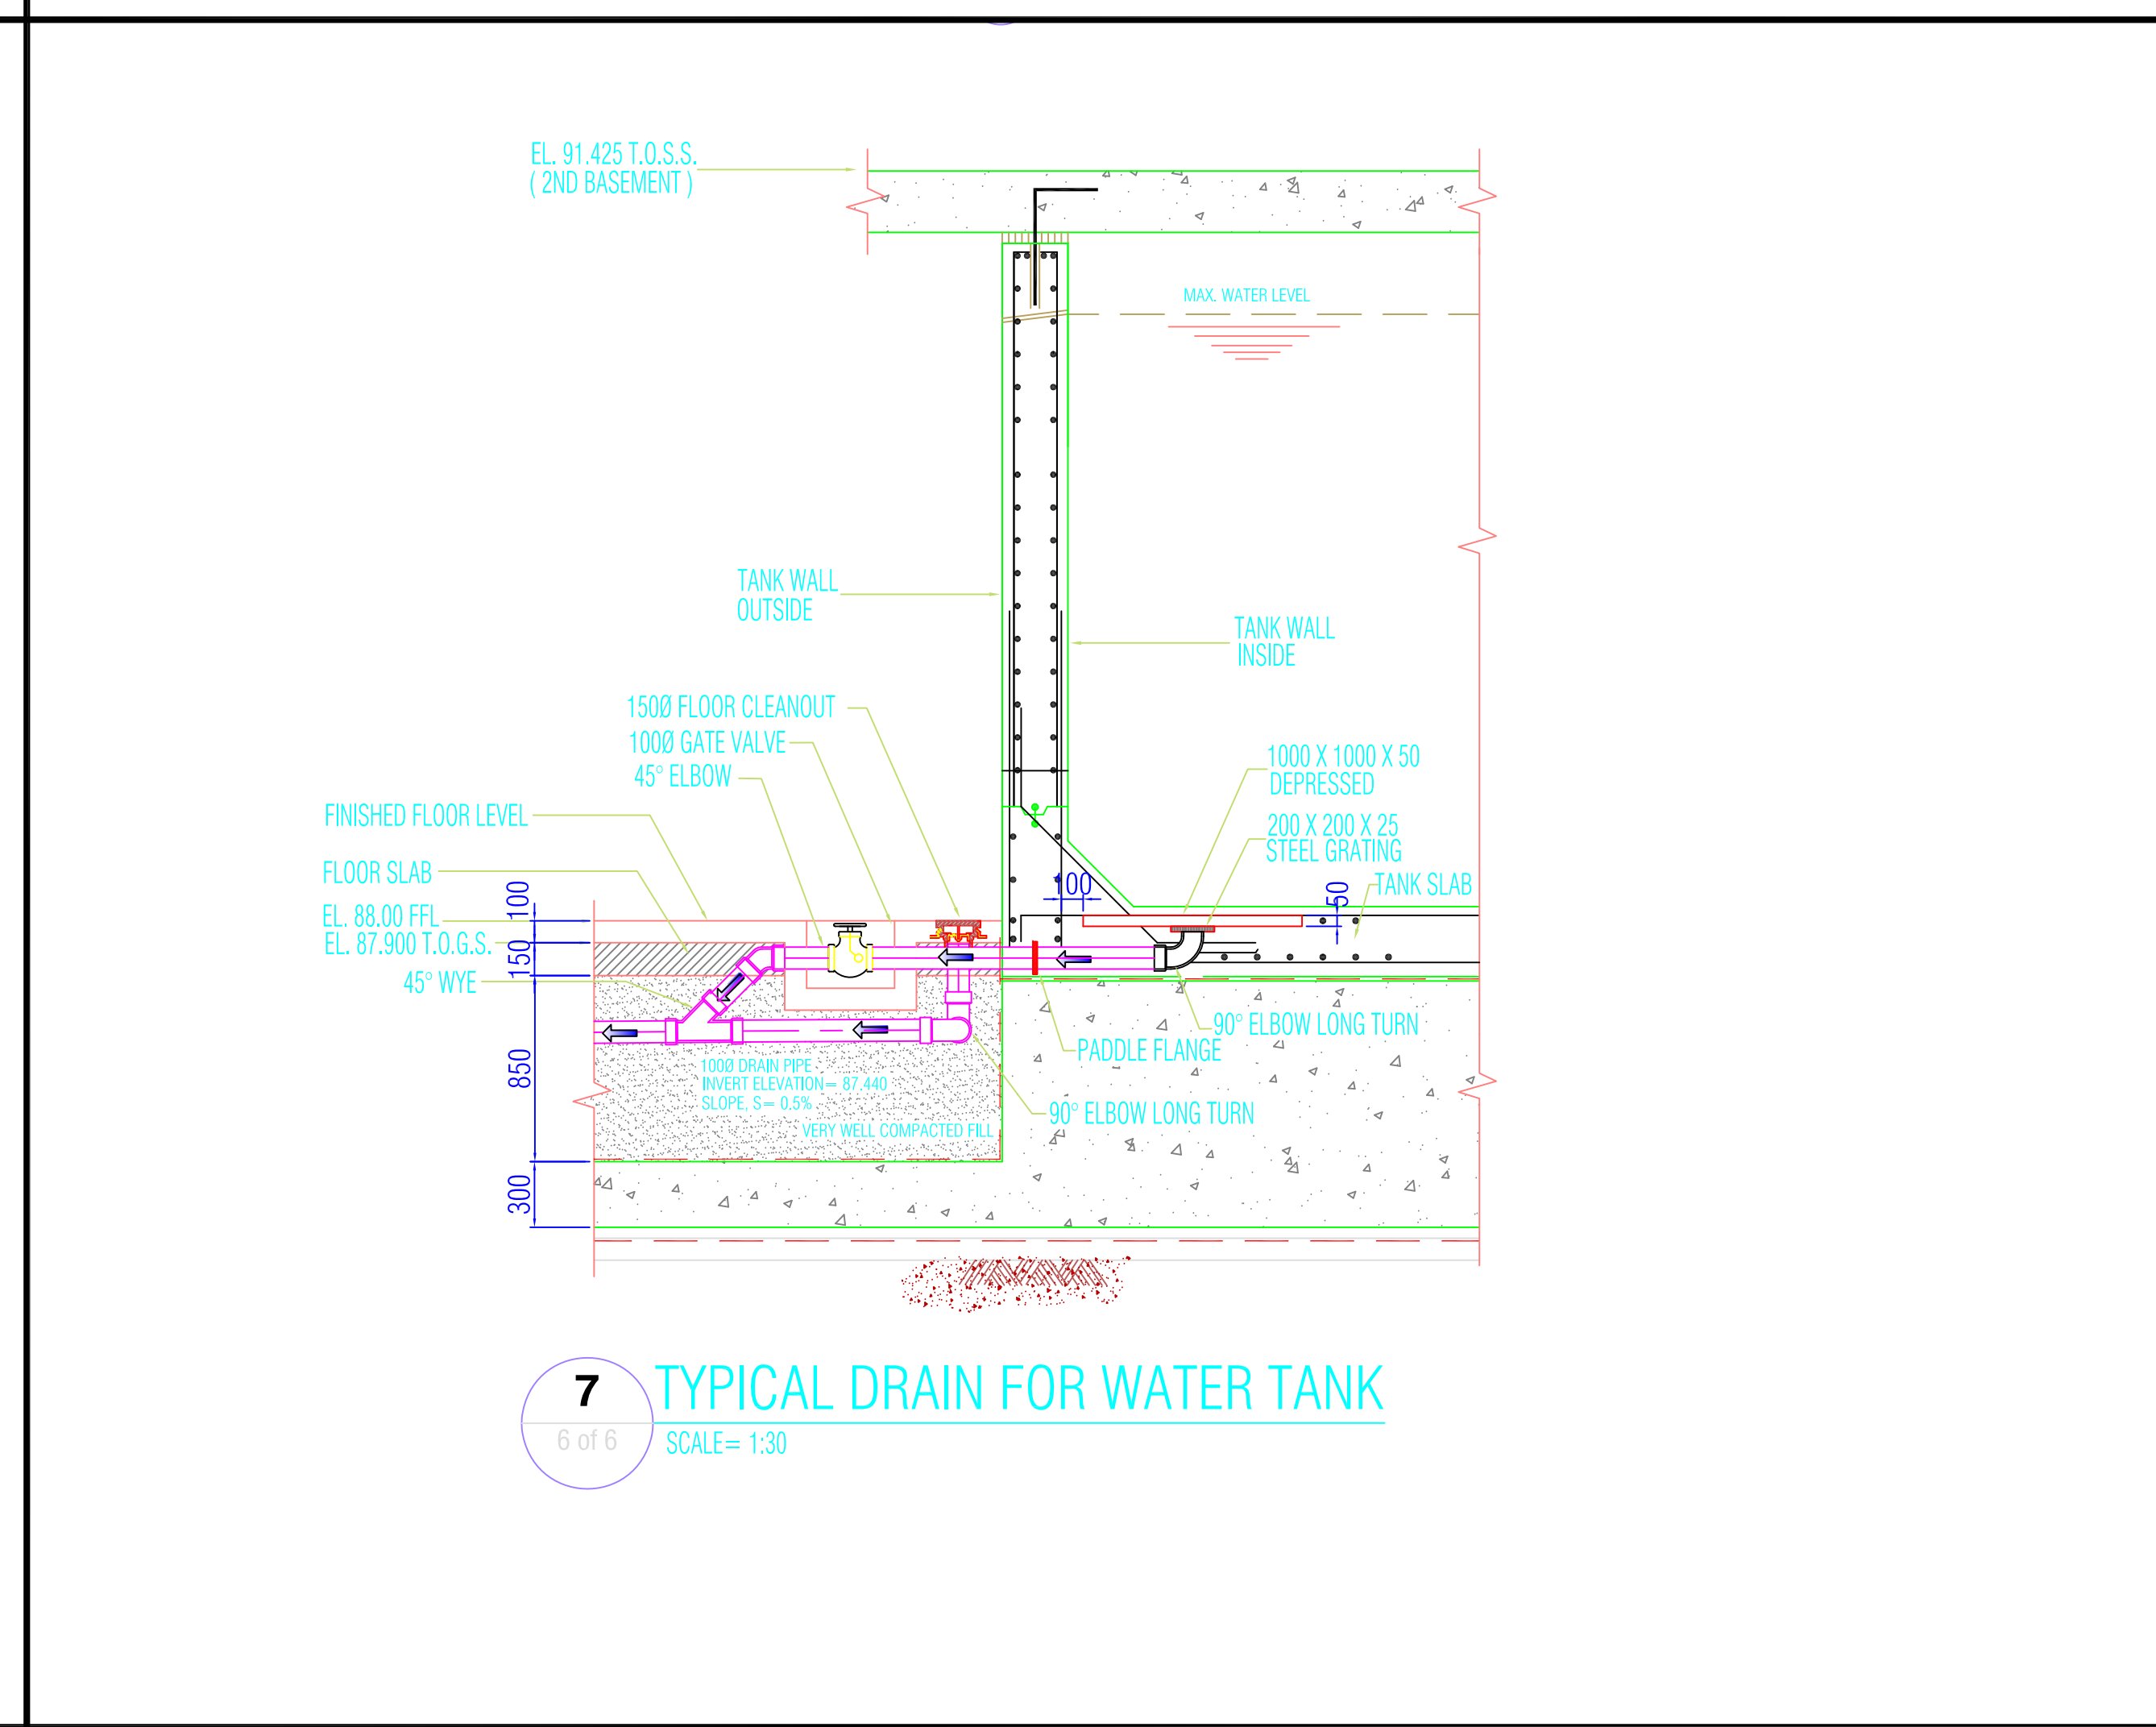 EL. 91.425 T.O.S.S.
( 2ND BASEMENT )
MAX. WATER LEVEL
TANK WALL
OUTSIDE
TANK WALL
INSIDE
150Ø FLOOR CLEANOUT
100Ø GATE VALVE
45° ELBOW
1000 X 1000 X 50
DEPRESSED
200 X 200 X 25
STEEL GRATING
FINISHED FLOOR LEVEL
FLOOR SLAB
TANK SLAB
100
50
100
EL. 88.00 FFL
EL. 87.900 T.O.G.S.
150
45° WYE
90° ELBOW LONG TURN
PADDLE FLANGE
850
100Ø DRAIN PIPE
INVERT ELEVATION= 87.440
SLOPE, S= 0.5%
90° ELBOW LONG TURN
VERY WELL COMPACTED FILL
300
7
TYPICAL DRAIN FOR WATER TANK
6 of 6
SCALE= 1:30